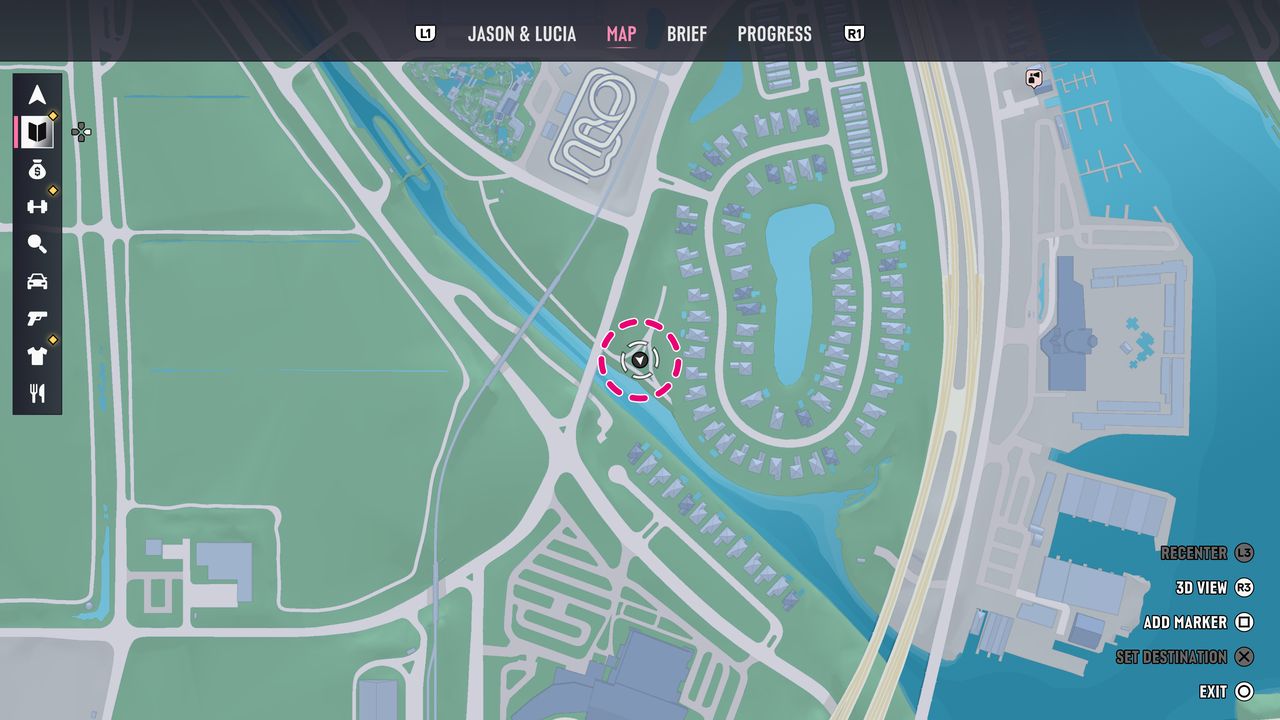 L1 JASON & LUCIA MAP BRIEF PROGRESS R1
$
RECENTER L3
3D VIEW R3
ADD MARKER
SET DESTINATION
EXIT